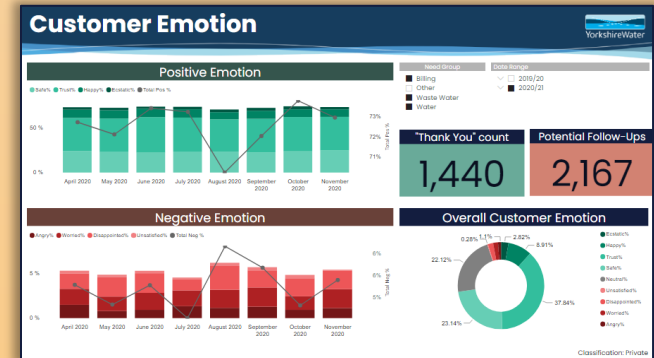 Customer Emotion
YorkshireWater
Positive Emotion
Safe% Trust% Happy% Ecstatic% Total Pos %
50 %
0 %
73%
72%
71%
Total Pos %
April 2020 May 2020 June 2020 July 2020 August 2020 September 2020 October 2020 November 2020
Need Group
Billing
Other
Waste Water
Water
Date Range
2019/20
2020/21
"Thank You" count
1,440
Potential Follow-Ups
2,167
Negative Emotion
Angry% Worried% Disappointed% Unsatisfied% Total Neg %
5 %
0 %
6%
6%
5%
Total Neg %
April 2020 May 2020 June 2020 July 2020 August 2020 September 2020 October 2020 November 2020
Overall Customer Emotion
0.28%
1.1%
2.82%
8.91%
22.12%
37.84%
23.14%
Ecstatic%
Happy%
Trust%
Safe%
Neutral%
Unsatisfied%
Disappointed%
Worried%
Angry%
Classification: Private